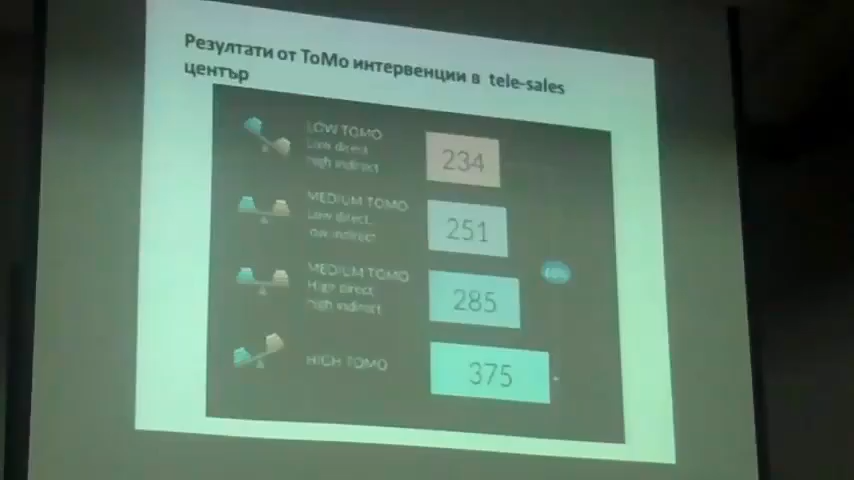 Резултати от ToMo интервенции в tele-sales
център
LOW TOMO
Low direct
high indirect
234
MEDIUM TOMO
Low direct,
low indirect
251
MEDIUM TOMO
High direct
high indirect
285
60%
HIGH TOMO
375